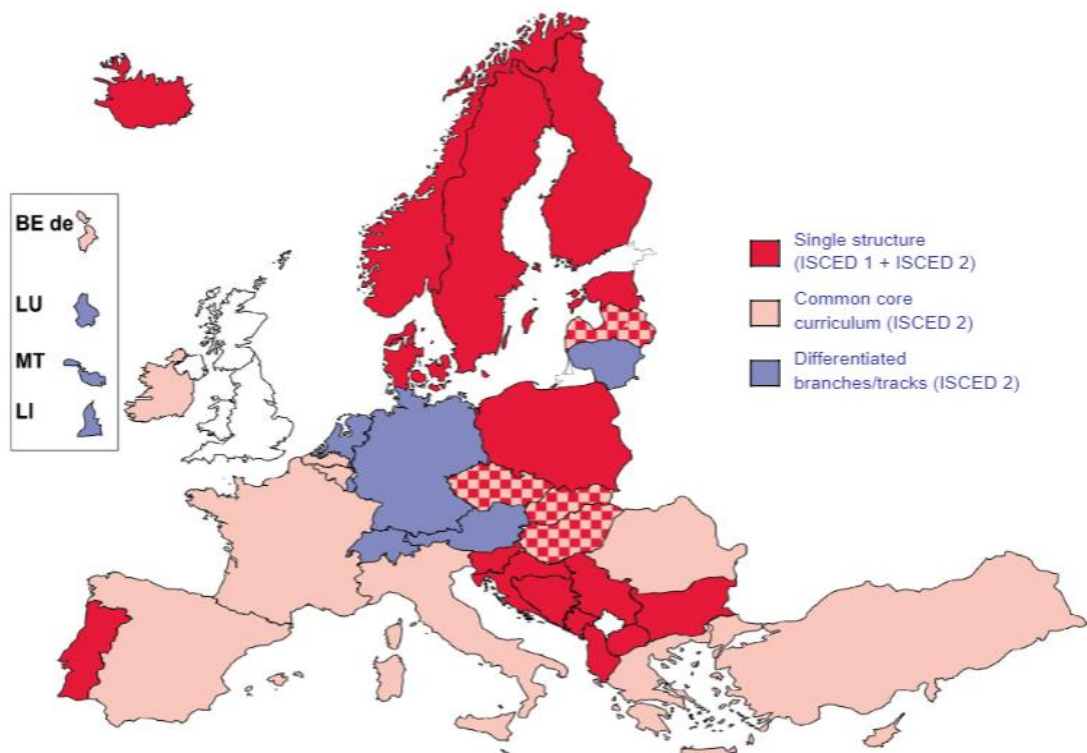 BE de
LU
MT
LI
Single structure
(ISCED 1 + ISCED 2)
Common core
curriculum (ISCED 2)
Differentiated
branches/tracks (ISCED 2)